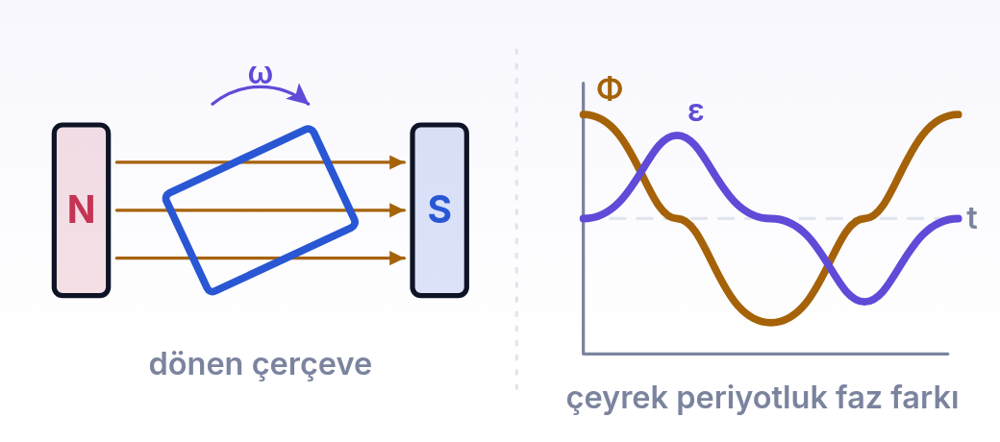 ω
N
S
dönen çerçeve
Φ
ε
t
çeyrek periyotluk faz farkı